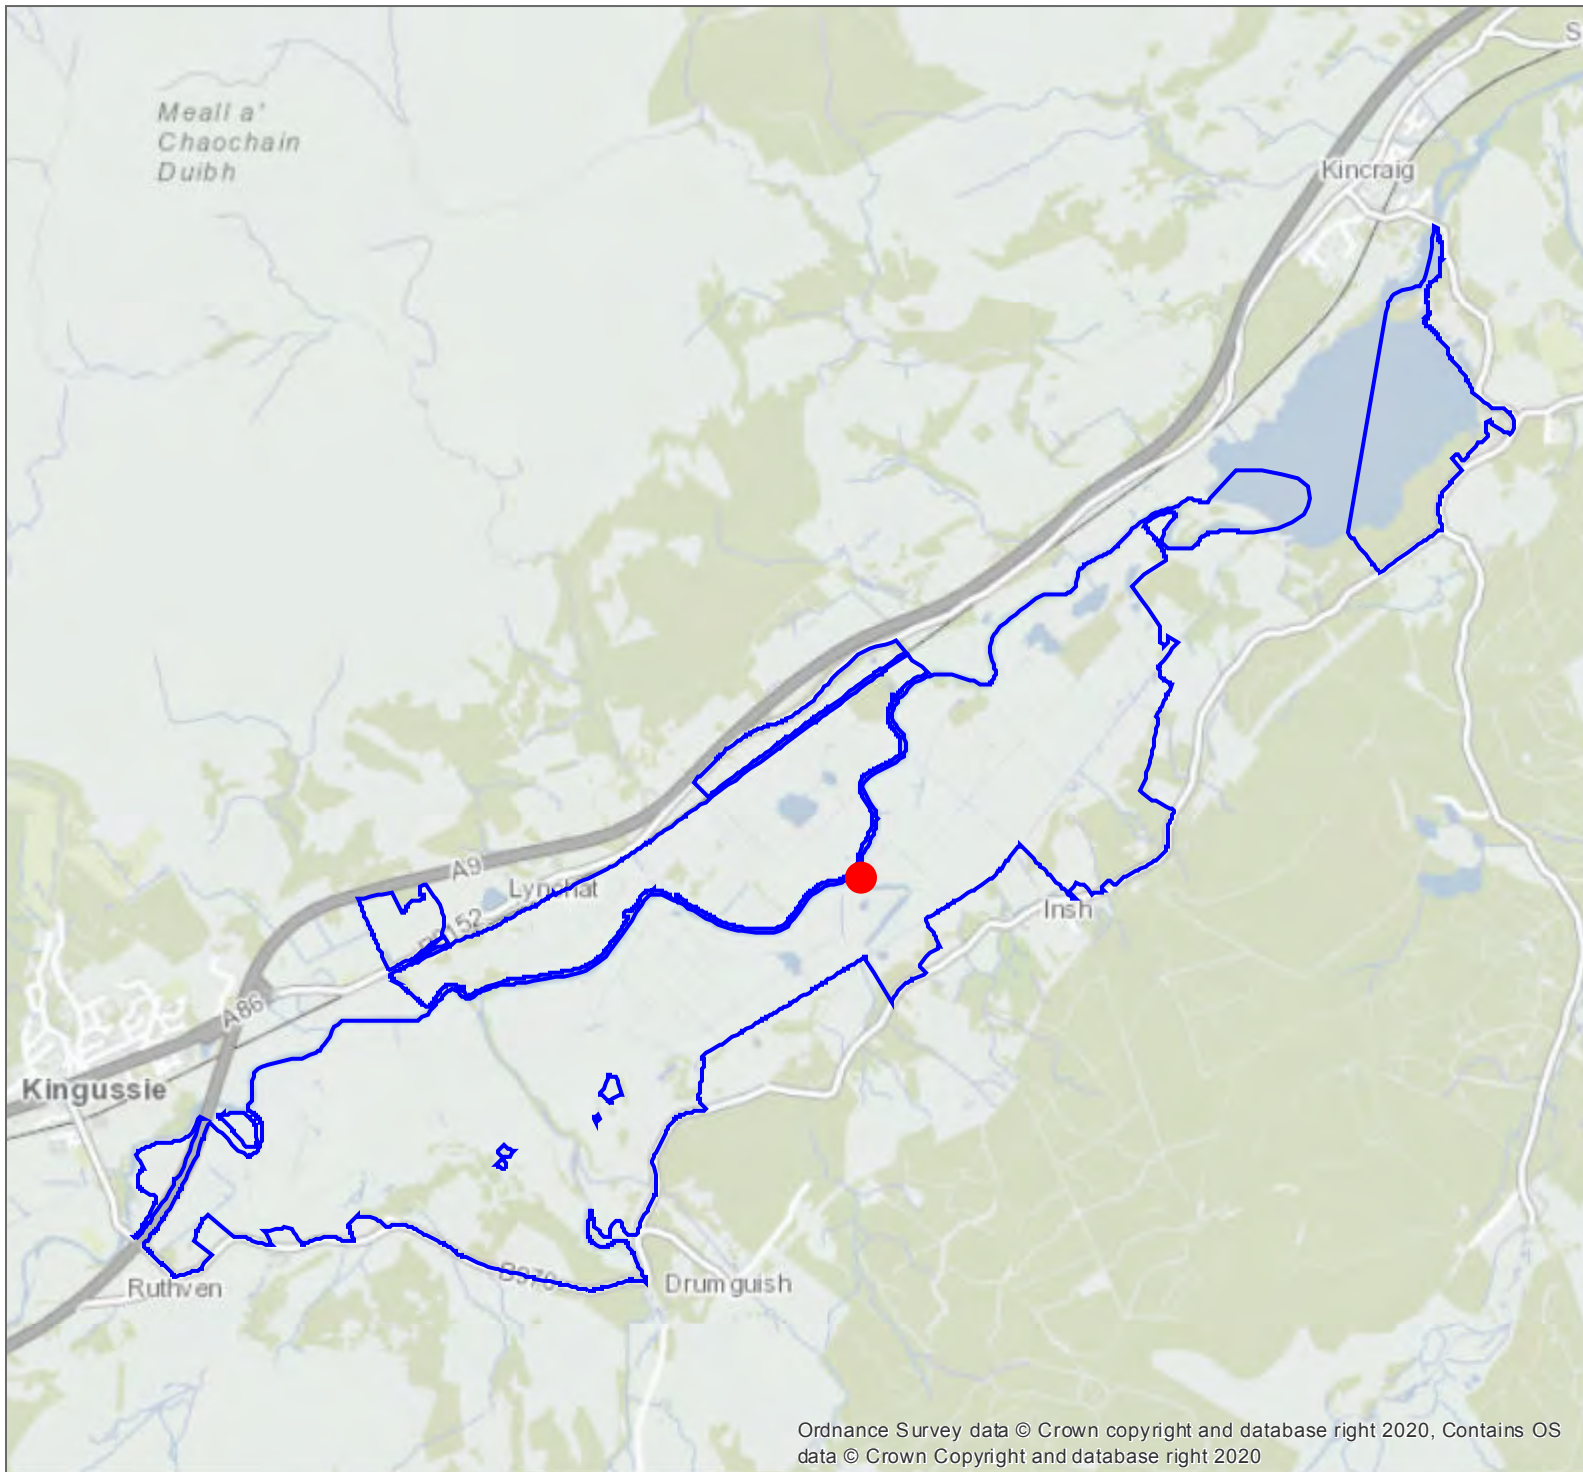 S
Meall a'
Chaochain
Duibh
Kincraig
A9
Lynchat
Insh
A86
Kingussie
Ruthven
B970
Drumguish
Ordnance Survey data © Crown copyright and database right 2020, Contains OS
data © Crown Copyright and database right 2020